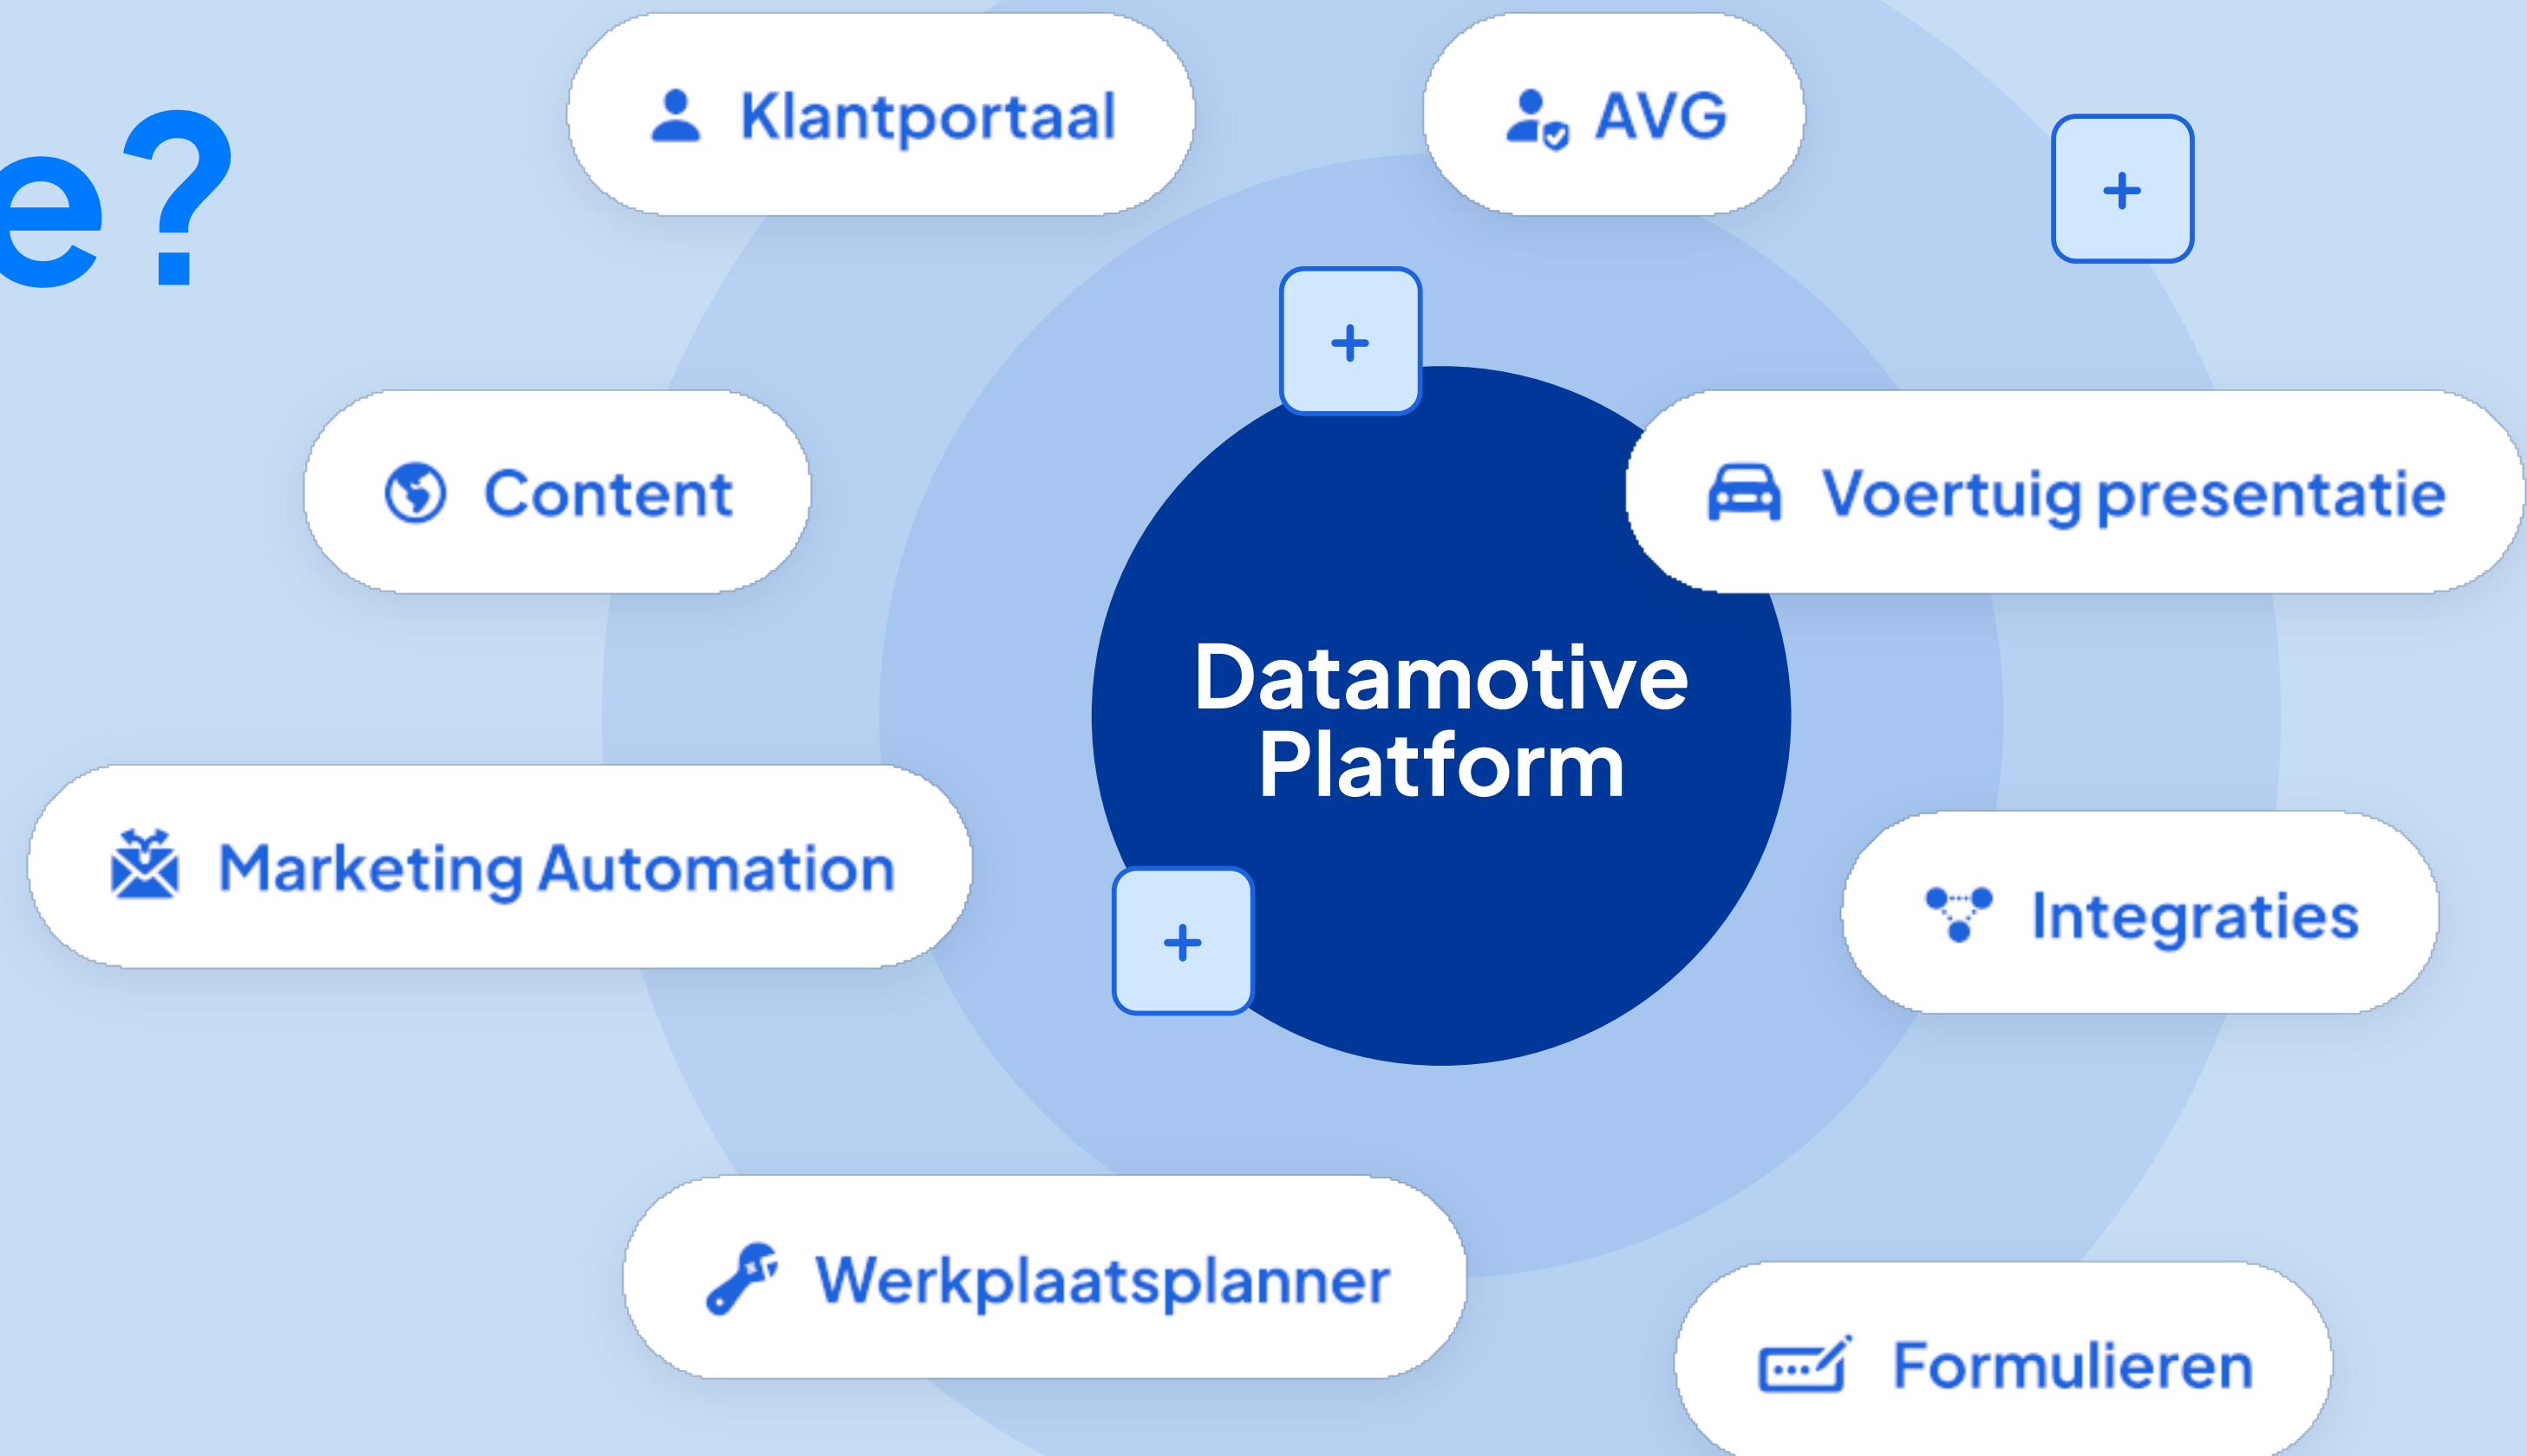 e?
Klantportaal
AVG
Content
Voertuig presentatie
Datamotive
Platform
Marketing Automation
Integraties
Werkplaatsplanner
Formulieren